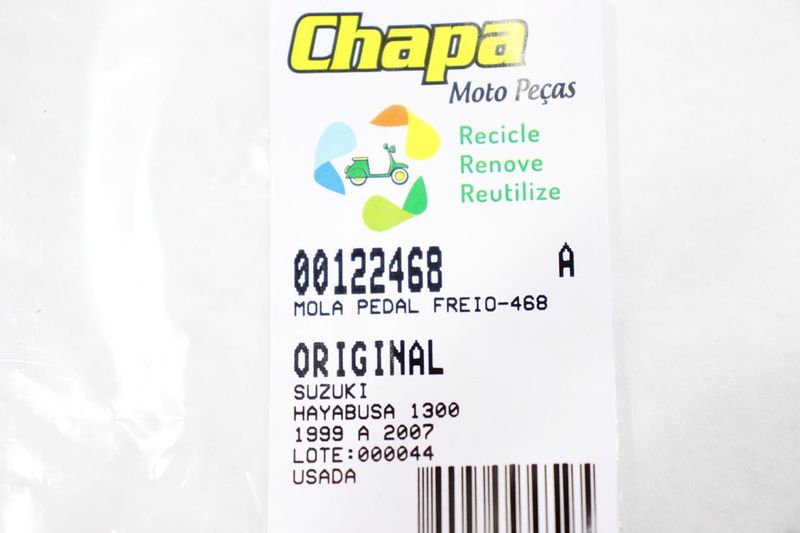 Chapa
Moto Peças
Recicle
Renove
Reutilize
00122468 A
MOLA PEDAL FREIO-468
ORIGINAL
SUZUKI
HAYABUSA 1300
1999 A 2007
LOTE:000044
USADA